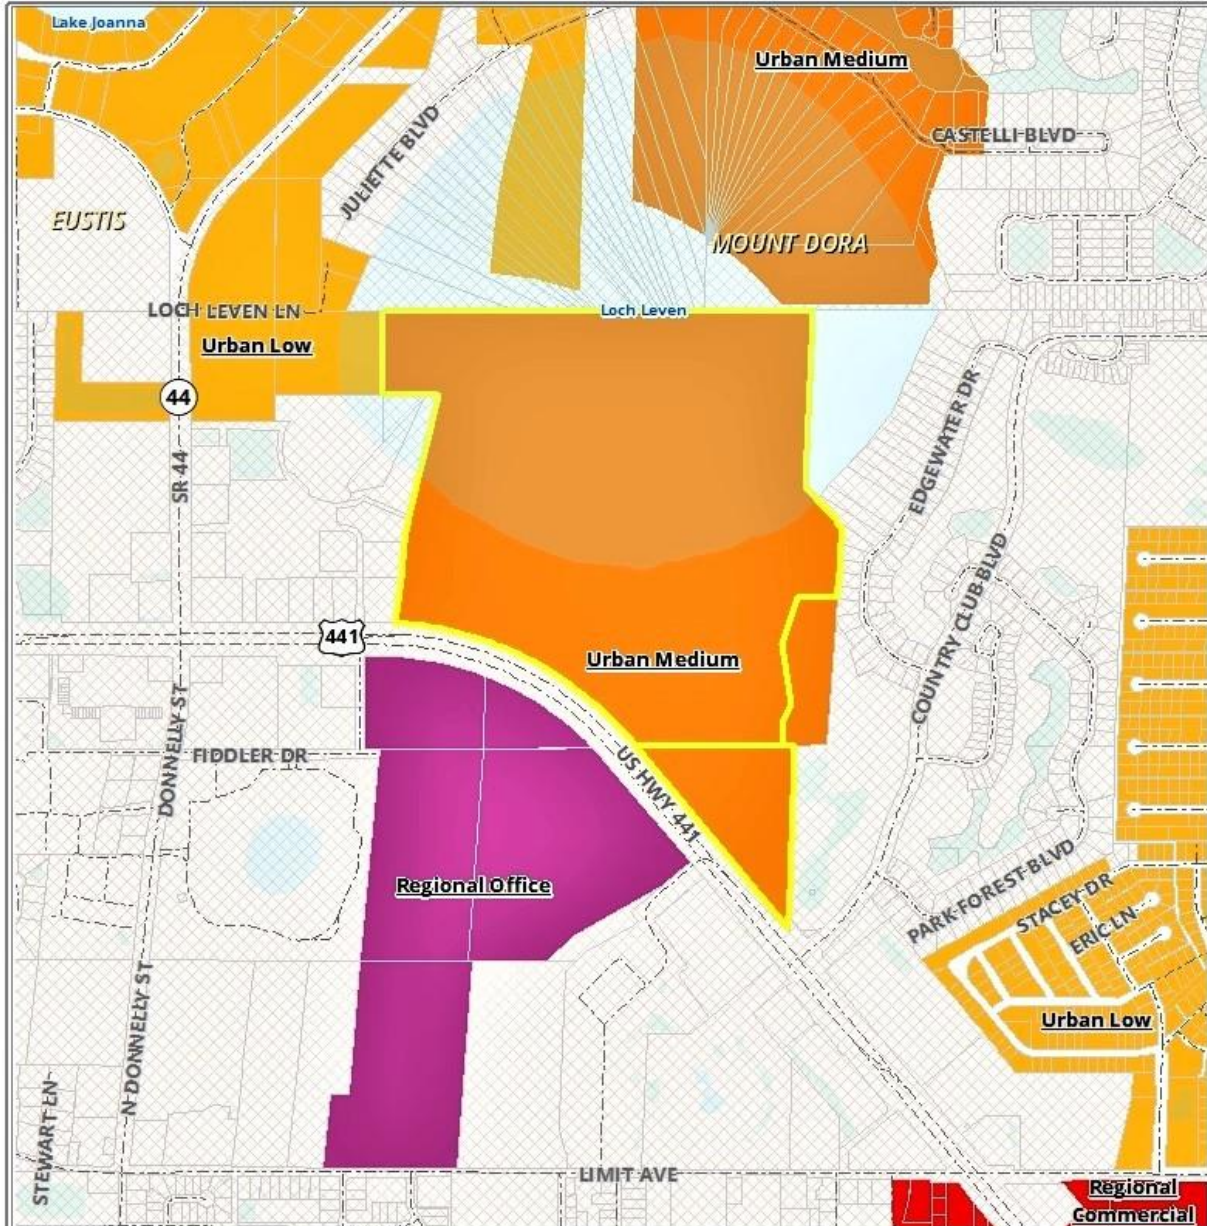 Lake Joanna
Urban Medium
CASTELLI BLVD
JULIETTE BLVD
EUSTIS
MOUNT DORA
LOCH LEVEN LN
Loch Leven
Urban Low
44
EDGEWATER DR
SR 44
COUNTRY CLUB BLVD
441
Urban Medium
DONNELLY ST
FIDDLER DR
US HWY 441
Regional Office
PARK FOREST BLVD
STACEY DR
ERIC LN
N DONNELLY ST
Urban Low
STEWART LN
LIMIT AVE
Regional
Commercial